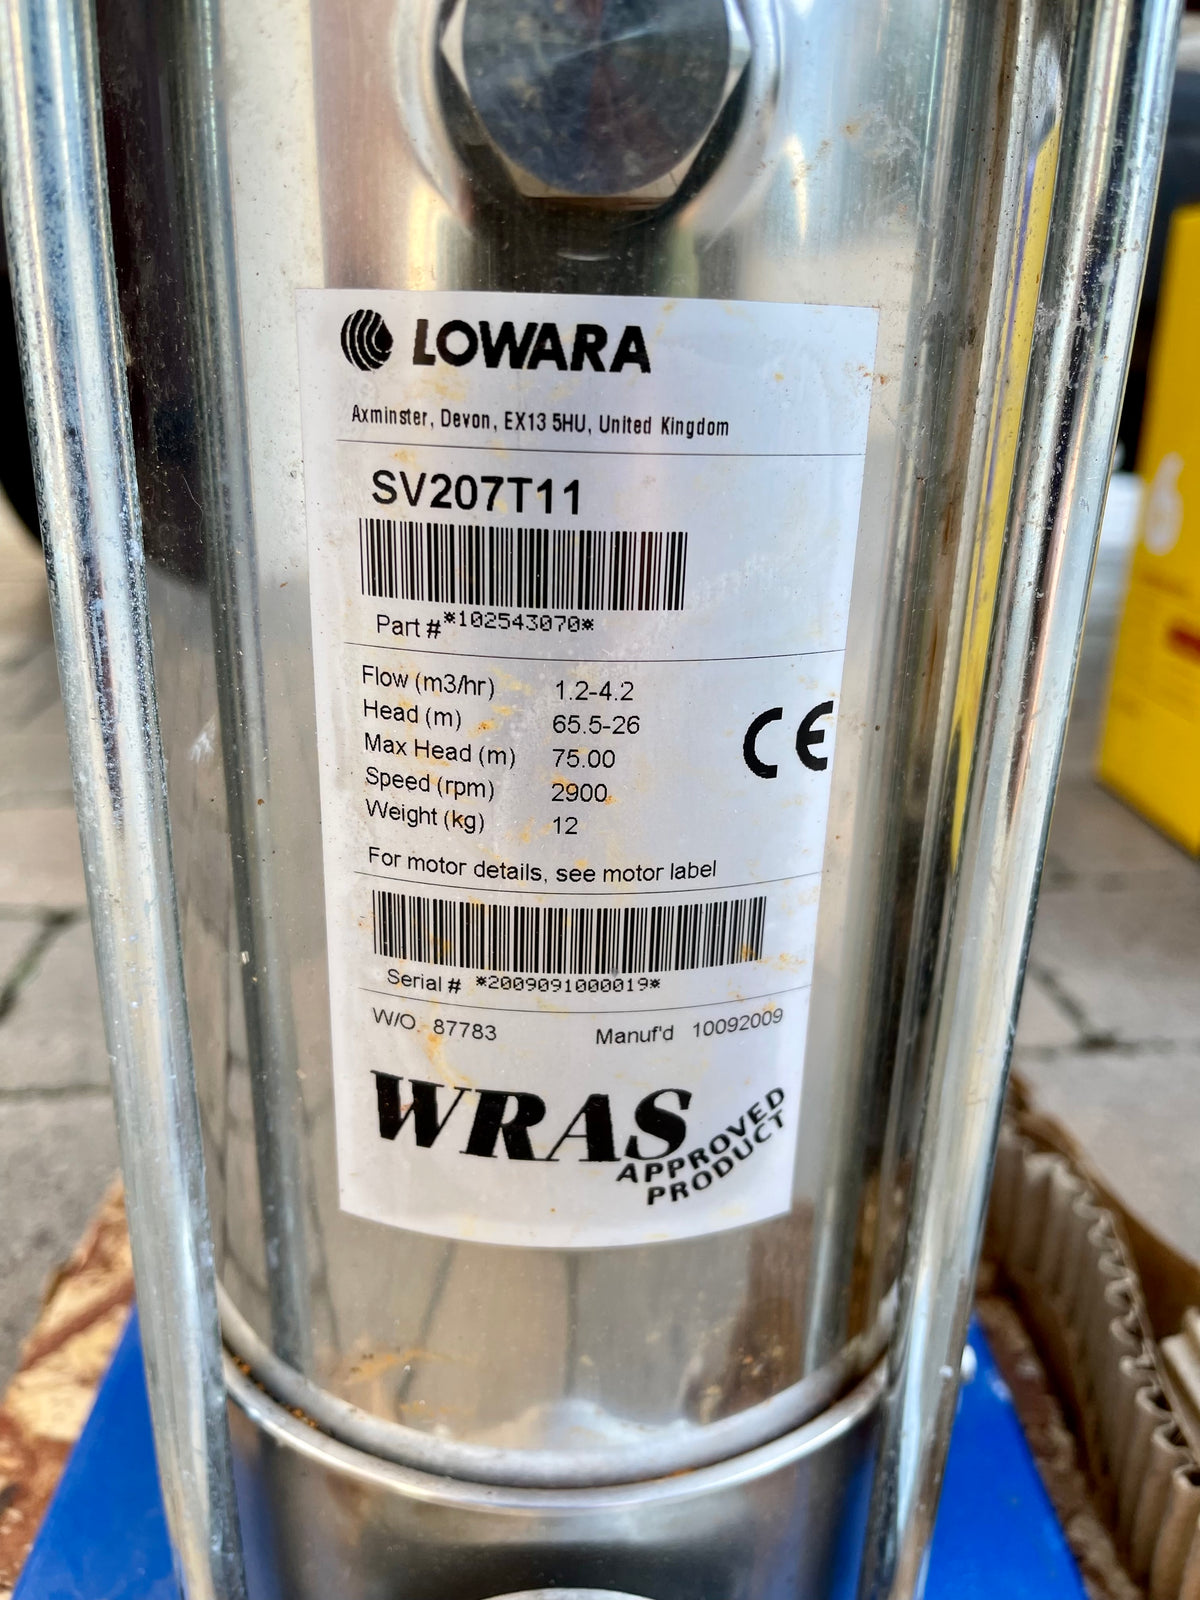 LOWARA
Axminster, Devon, EX13 5HU, United Kingdom
SV207T11
Part # *102543070*
Flow (m3/hr) 1.2-4.2
Head (m) 65.5-26
Max Head (m) 75.00
Speed (rpm) 2900
Weight (kg) 12
CE
For motor details, see motor label
Serial # *2009091000019*
W/O. 87783 Manuf'd 10092009
WRAS
APPROVED
PRODUCT
6